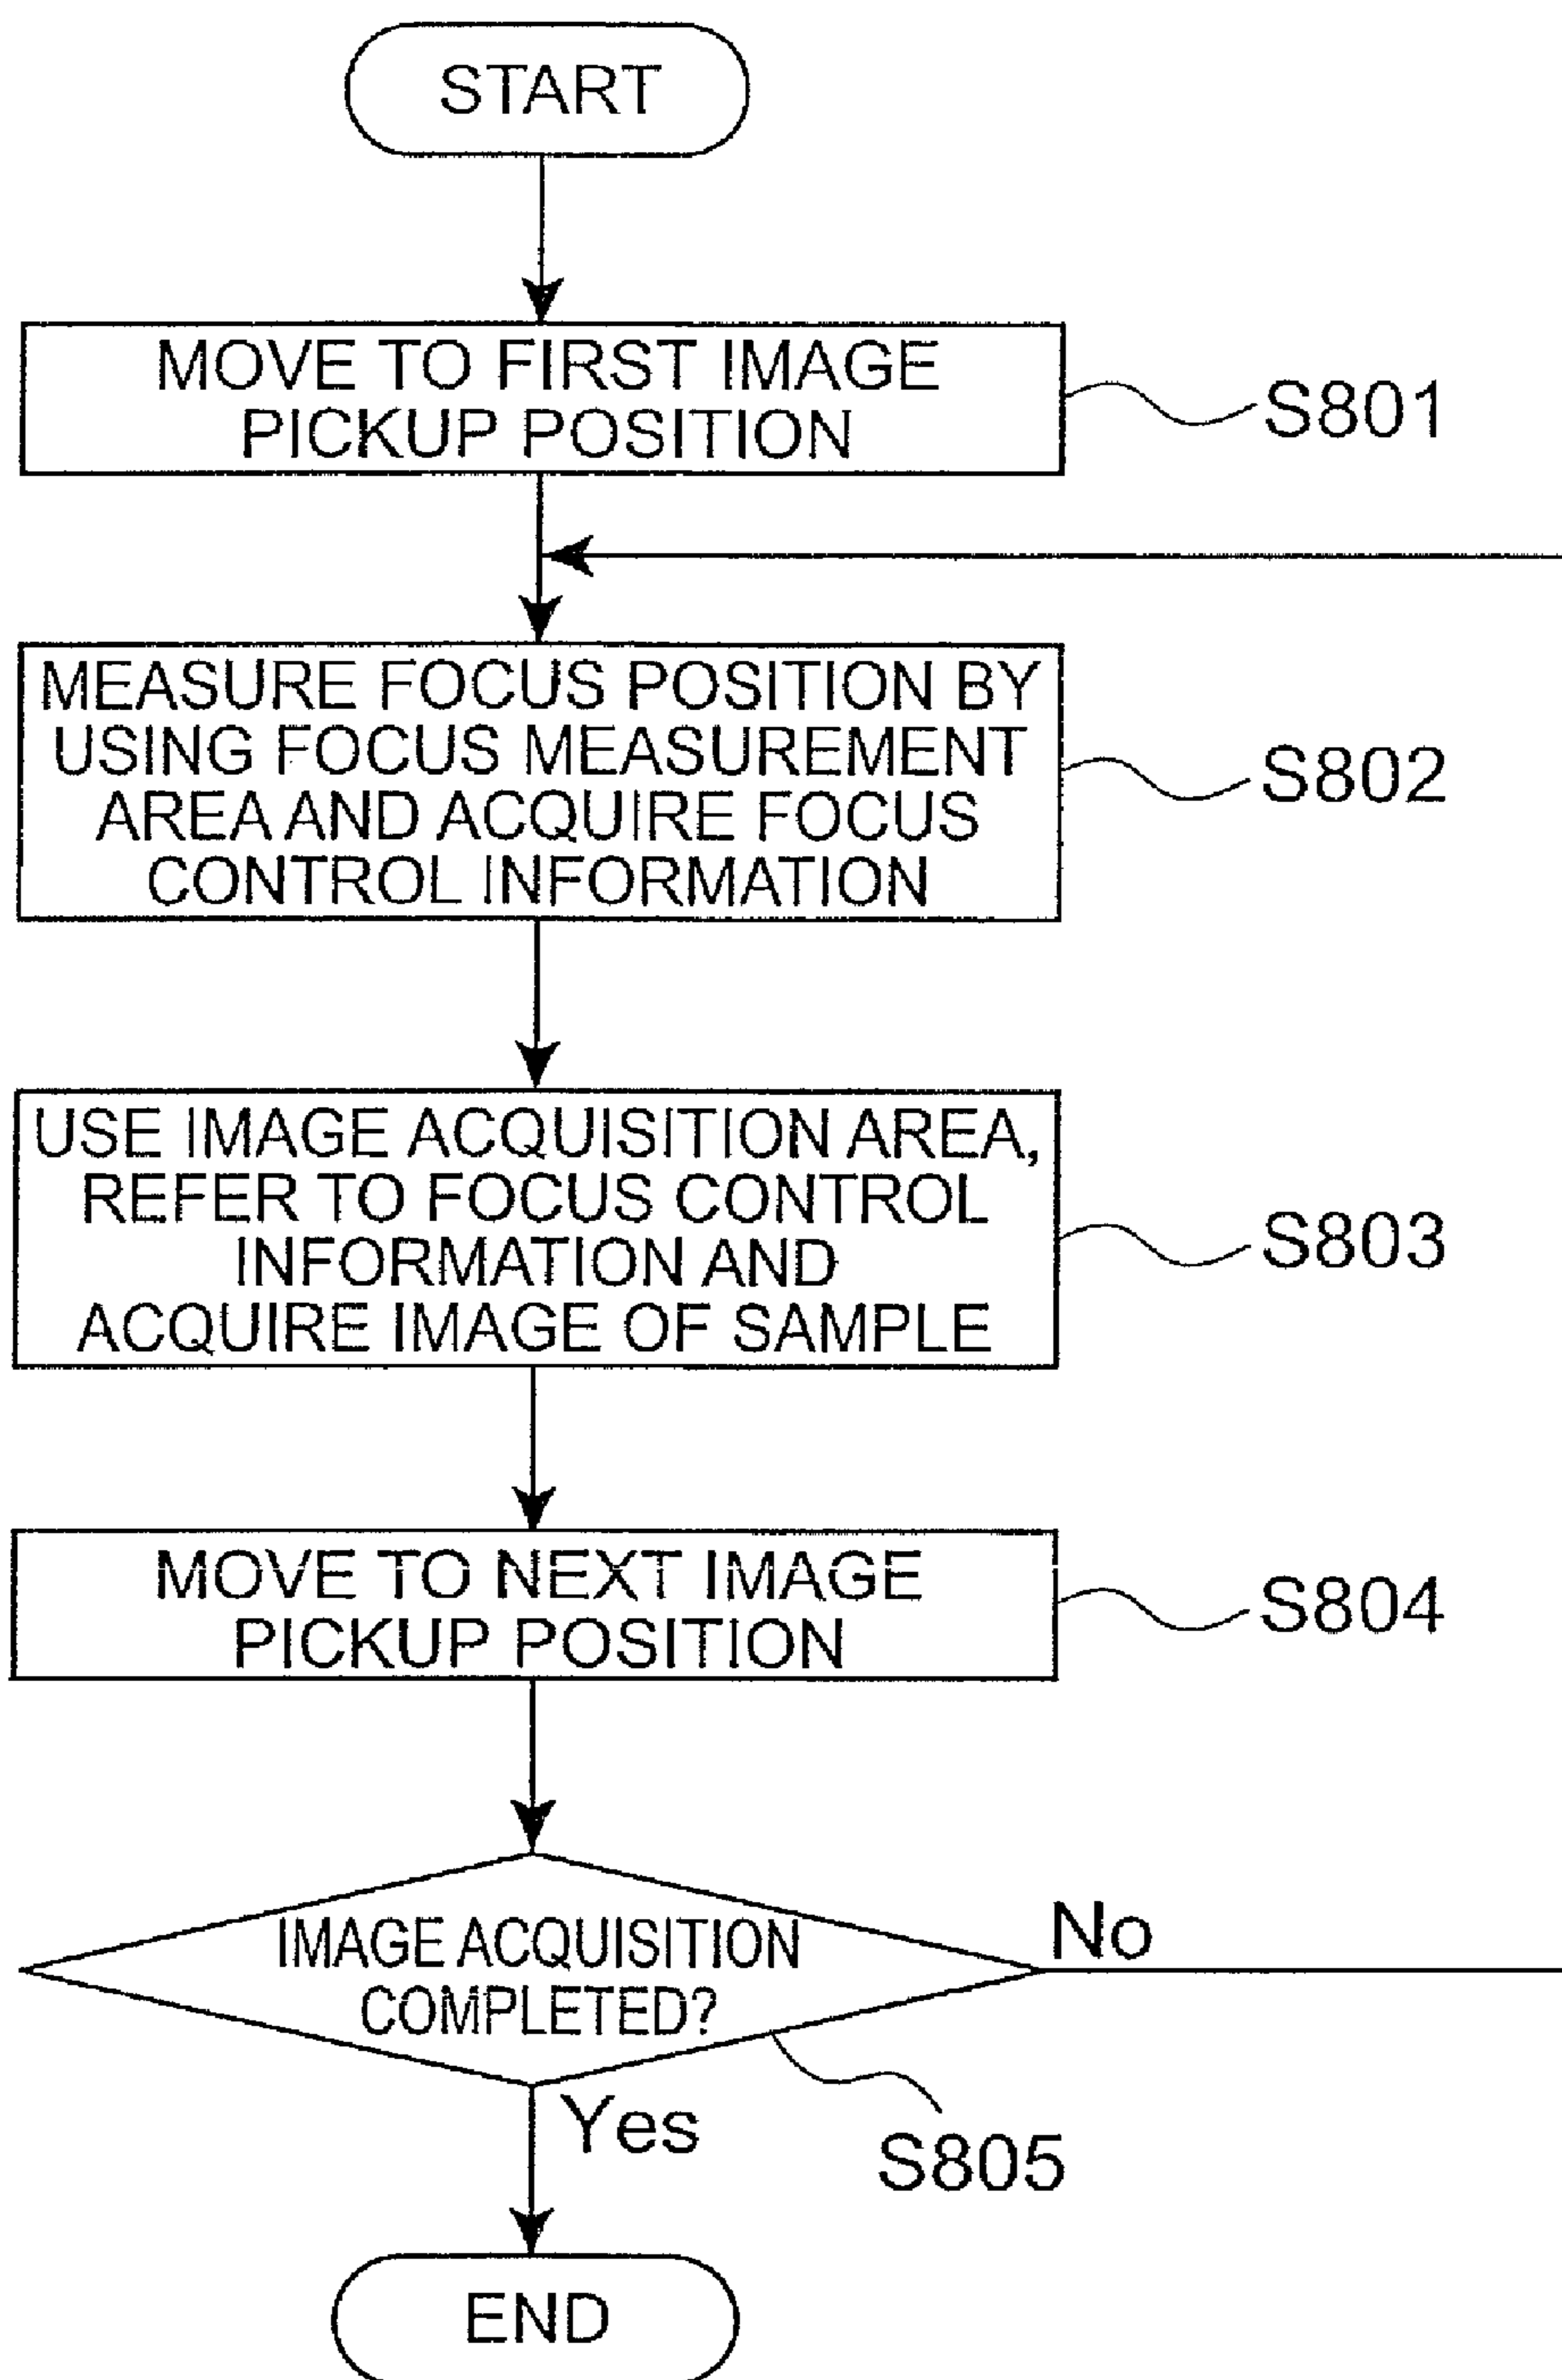 START
MOVE TO FIRST IMAGE
PICKUP POSITION
S801
MEASURE FOCUS POSITION BY
USING FOCUS MEASUREMENT
AREA AND ACQUIRE FOCUS
CONTROL INFORMATION
S802
USE IMAGE ACQUISITION AREA,
REFER TO FOCUS CONTROL
INFORMATION AND
ACQUIRE IMAGE OF SAMPLE
S803
MOVE TO NEXT IMAGE
PICKUP POSITION
S804
IMAGE ACQUISITION
COMPLETED?
No
Yes
S805
END